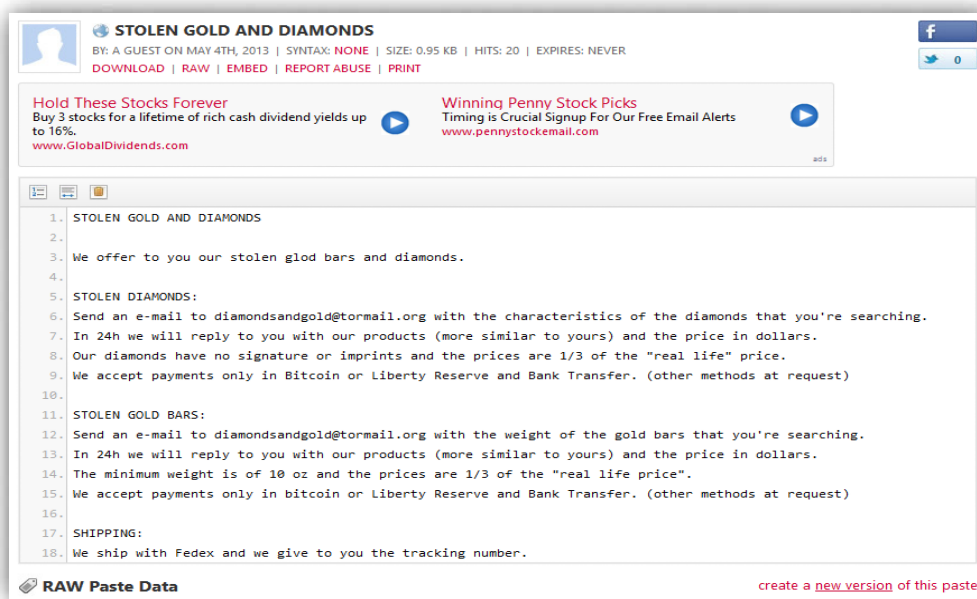 STOLEN GOLD AND DIAMONDS
BY: A GUEST ON MAY 4TH, 2013 | SYNTAX: NONE | SIZE: 0.95 KB | HITS: 20 | EXPIRES: NEVER
DOWNLOAD | RAW | EMBED | REPORT ABUSE | PRINT
f
0
Hold These Stocks Forever
Buy 3 stocks for a lifetime of rich cash dividend yields up
to 16%.
www.GlobalDividends.com
Winning Penny Stock Picks
Timing is Crucial Signup For Our Free Email Alerts
www.pennystockemail.com
ads
1. STOLEN GOLD AND DIAMONDS
2.
3. We offer to you our stolen glod bars and diamonds.
4.
5. STOLEN DIAMONDS:
6. Send an e-mail to diamondsandgold@tormail.org with the characteristics of the diamonds that you're searching.
7. In 24h we will reply to you with our products (more similar to yours) and the price in dollars.
8. Our diamonds have no signature or imprints and the prices are 1/3 of the "real life" price.
9. We accept payments only in Bitcoin or Liberty Reserve and Bank Transfer. (other methods at request)
10.
11. STOLEN GOLD BARS:
12. Send an e-mail to diamondsandgold@tormail.org with the weight of the gold bars that you're searching.
13. In 24h we will reply to you with our products (more similar to yours) and the price in dollars.
14. The minimum weight is of 10 oz and the prices are 1/3 of the "real life price".
15. We accept payments only in bitcoin or Liberty Reserve and Bank Transfer. (other methods at request)
16.
17. SHIPPING:
18. We ship with Fedex and we give to you the tracking number.
RAW Paste Data
create a new version of this paste